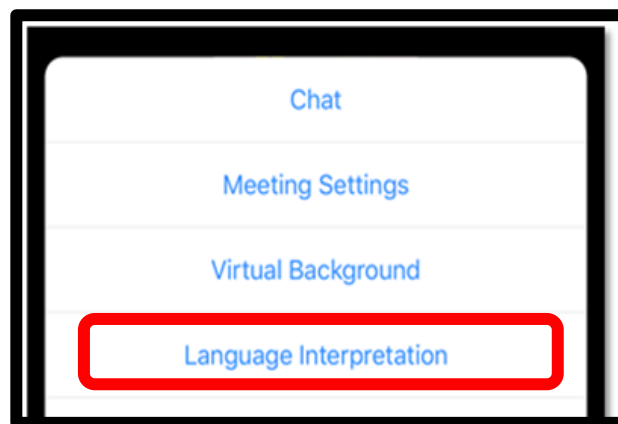 Chat
Meeting Settings
Virtual Background
Language Interpretation